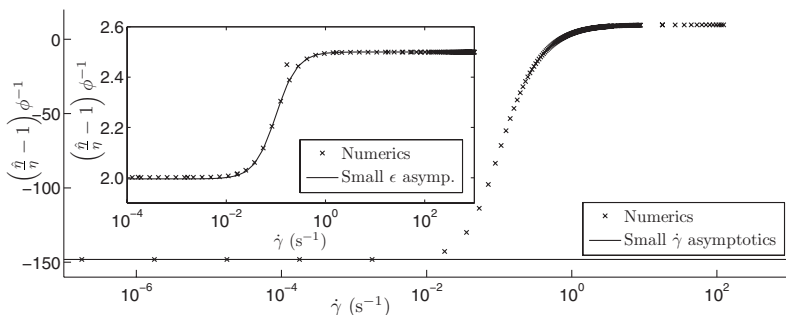 0
−50
−100
−150
(η̂/η − 1) φ⁻¹
10⁻⁶
10⁻⁴
10⁻²
10⁰
10²
γ̇ (s⁻¹)
× Numerics
— Small γ̇ asymptotics
2.6
2.4
2.2
2.0
(η̂/η − 1) φ⁻¹
10⁻⁴
10⁻²
10⁰
10²
γ̇ (s⁻¹)
× Numerics
— Small ϵ asymp.